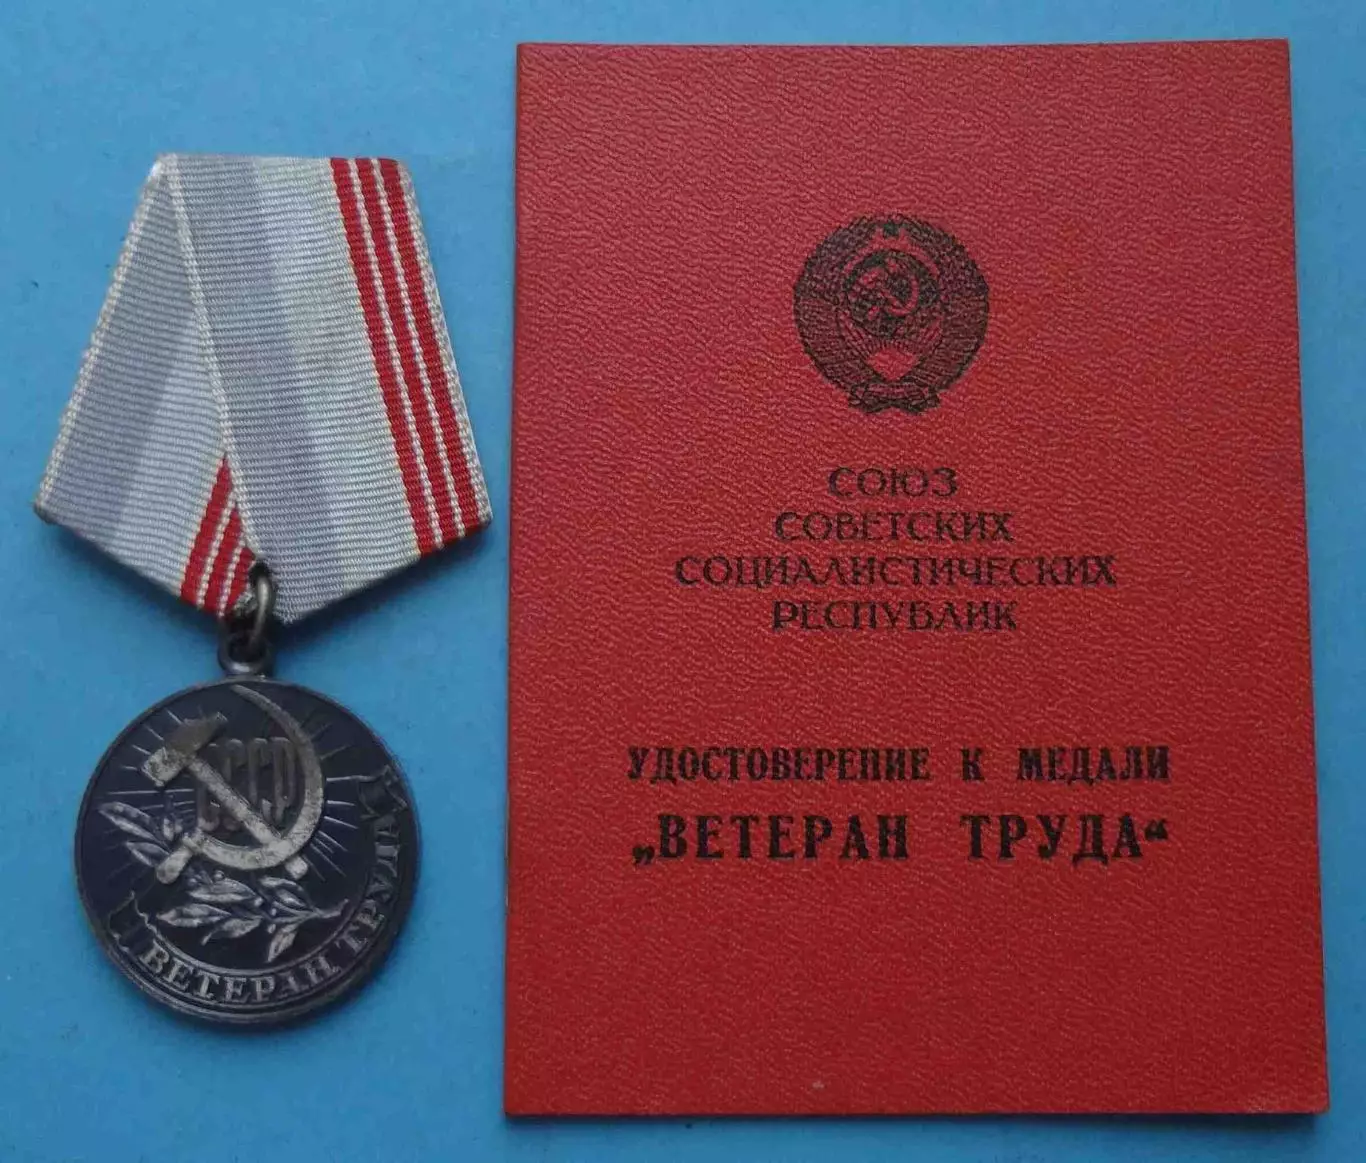 СССР
ВЕТЕРАН ТРУДА
СОЮЗ
СОВЕТСКИХ
СОЦИАЛИСТИЧЕСКИХ
РЕСПУБЛИК
УДОСТОВЕРЕНИЕ К МЕДАЛИ
„ВЕТЕРАН ТРУДА“